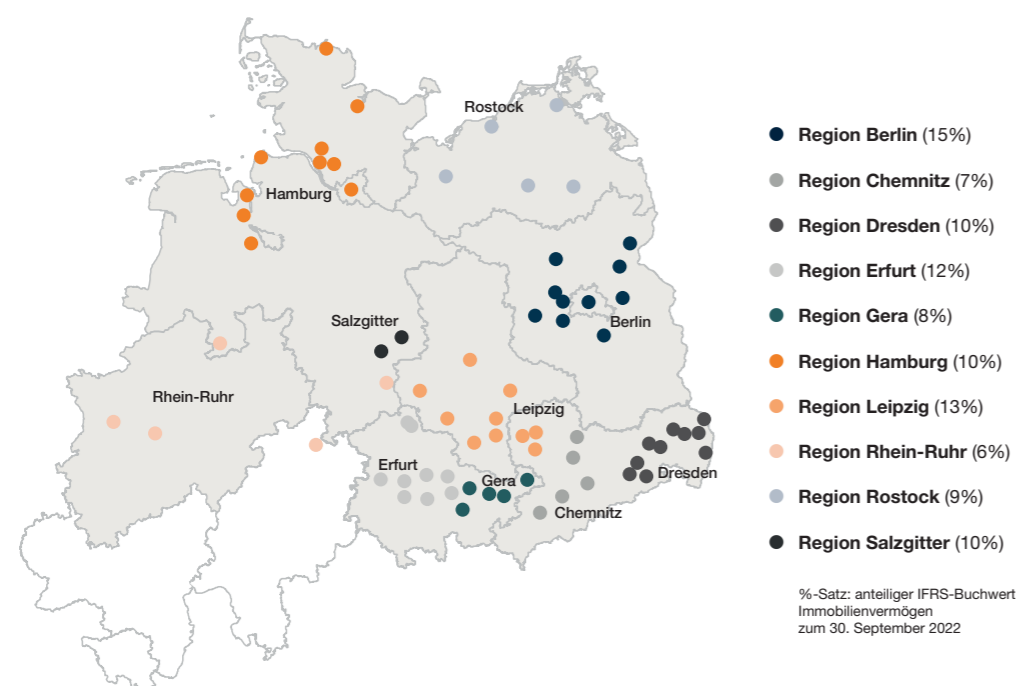 Rostock
Hamburg
Salzgitter
Berlin
Rhein-Ruhr
Leipzig
Erfurt
Gera
Dresden
Chemnitz
Region Berlin (15%)
Region Chemnitz (7%)
Region Dresden (10%)
Region Erfurt (12%)
Region Gera (8%)
Region Hamburg (10%)
Region Leipzig (13%)
Region Rhein-Ruhr (6%)
Region Rostock (9%)
Region Salzgitter (10%)
%-Satz: anteiliger IFRS-Buchwert
Immobilienvermögen
zum 30. September 2022